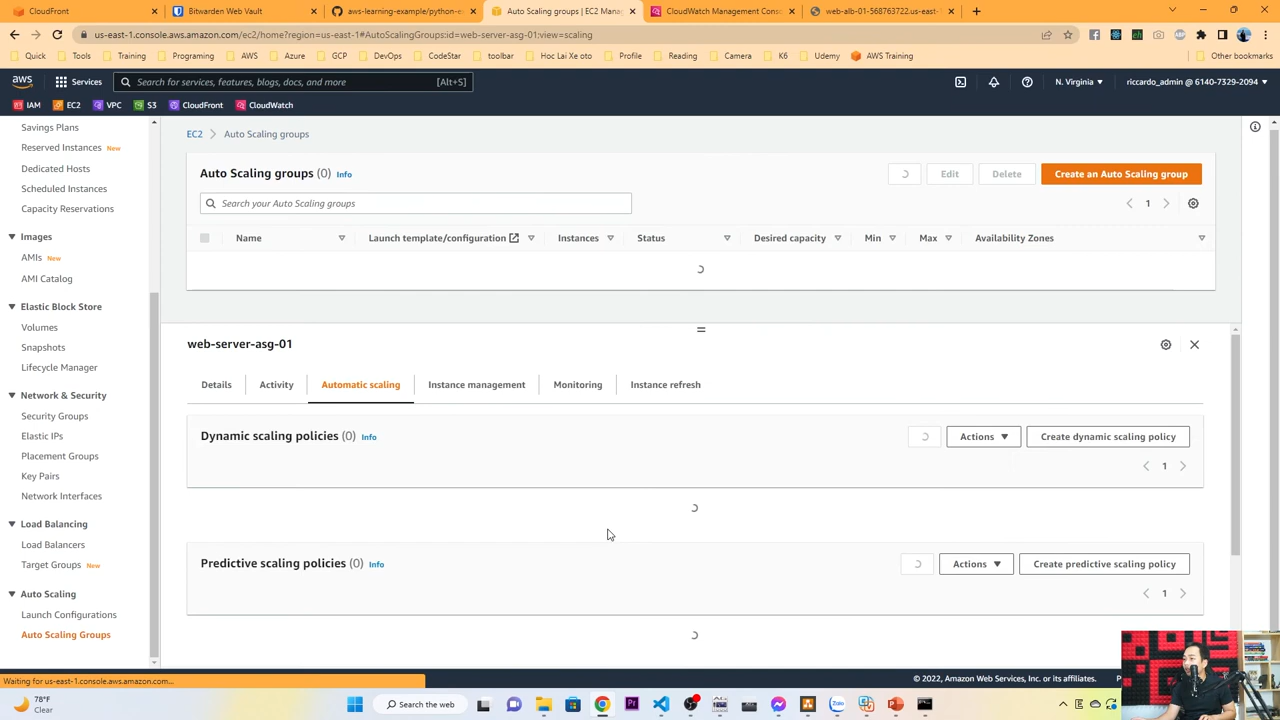 CloudFront
Bitwarden Web Vault
aws-learning-example/python-e
Auto Scaling groups | EC2 Manag
CloudWatch Management Conso
web-alb-01-568763722.us-east-1
us-east-1.console.aws.amazon.com/ec2/home?region=us-east-1#AutoScalingGroups:id=web-server-asg-01;view=scaling
Quick
Tools
Training
Programing
AWS
Azure
GCP
DevOps
CodeStar
toolbar
Hoc Lai Xe oto
Profile
Reading
Camera
K6
Udemy
AWS Training
Other bookmarks
aws
Services
Search for services, features, blogs, docs, and more
[Alt+S]
N. Virginia
riccardo_admin @ 6140-7329-2094
IAM
EC2
VPC
S3
CloudFront
CloudWatch
Savings Plans
Reserved Instances New
Dedicated Hosts
Scheduled Instances
Capacity Reservations
Images
AMIs New
AMI Catalog
Elastic Block Store
Volumes
Snapshots
Lifecycle Manager
Network & Security
Security Groups
Elastic IPs
Placement Groups
Key Pairs
Network Interfaces
Load Balancing
Load Balancers
Target Groups New
Auto Scaling
Launch Configurations
Auto Scaling Groups
EC2 > Auto Scaling groups
Auto Scaling groups (0) Info
Edit
Delete
Create an Auto Scaling group
Search your Auto Scaling groups
1
Name
Launch template/configuration
Instances
Status
Desired capacity
Min
Max
Availability Zones
web-server-asg-01
Details
Activity
Automatic scaling
Instance management
Monitoring
Instance refresh
Dynamic scaling policies (0) Info
Actions
Create dynamic scaling policy
1
Predictive scaling policies (0) Info
Actions
Create predictive scaling policy
1
Waiting for us-east-1.console.aws.amazon.com...
© 2022, Amazon Web Services, Inc. or its affiliates.
78°F
Clear
Search the web
Zalo